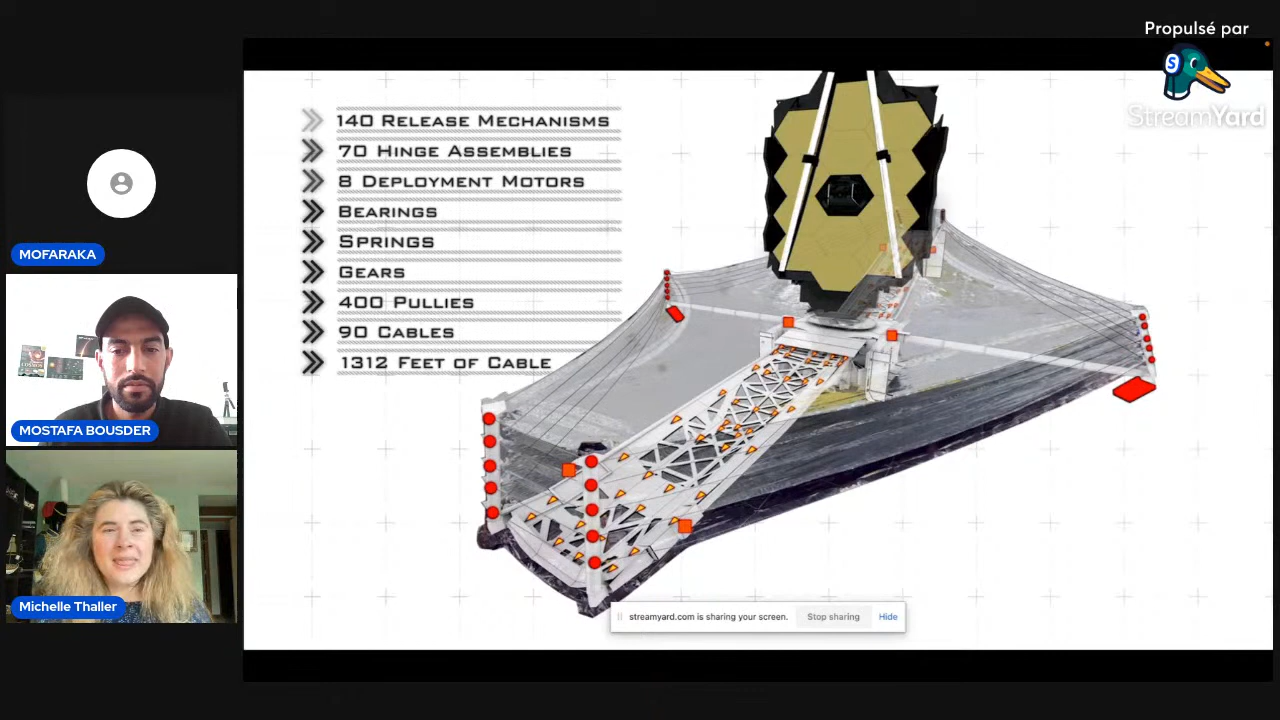 Propulsé par
StreamYard
140 Release Mechanisms
70 Hinge Assemblies
8 Deployment Motors
Bearings
Springs
Gears
400 Pullies
90 Cables
1312 Feet of Cable
MOFARAKA
MOSTAFA BOUSDER
Michelle Thaller
streamyard.com is sharing your screen. Stop sharing Hide